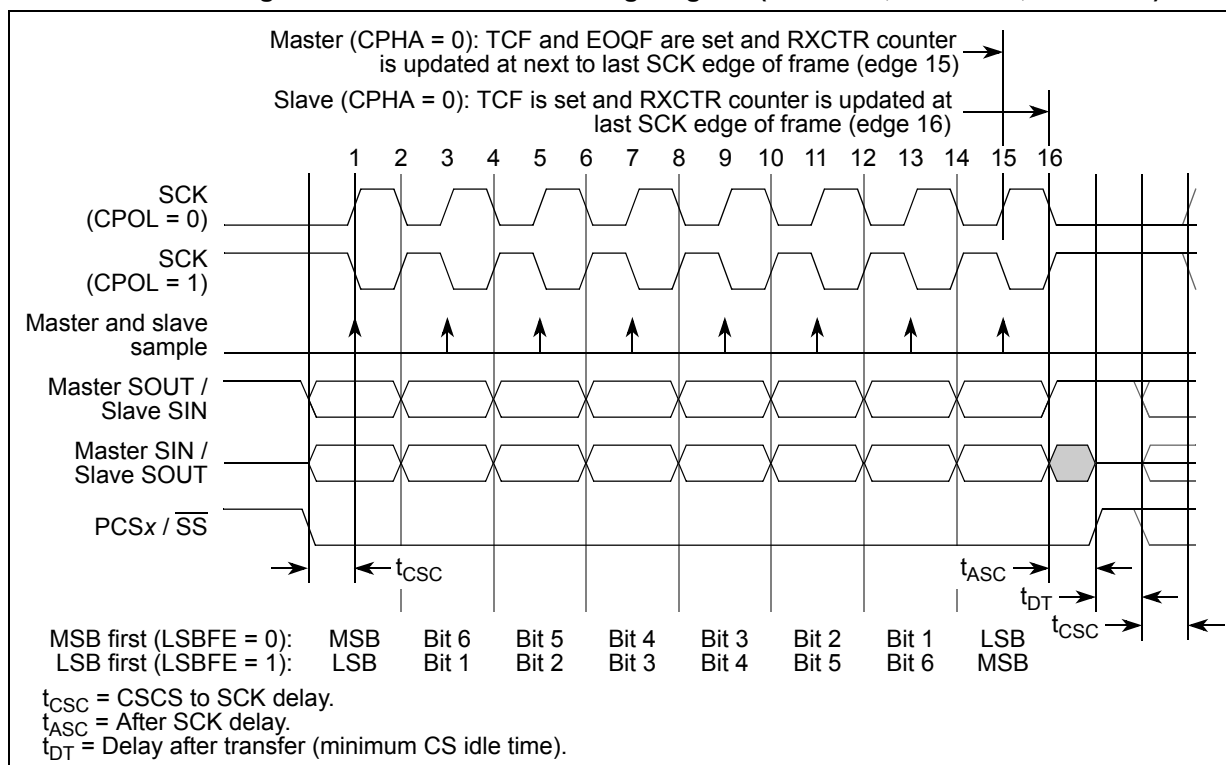 Master (CPHA = 0): TCF and EOQF are set and RXCTR counter
is updated at next to last SCK edge of frame (edge 15)
Slave (CPHA = 0): TCF is set and RXCTR counter is updated at
last SCK edge of frame (edge 16)
1 2 3 4 5 6 7 8 9 10 11 12 13 14 15 16
SCK
(CPOL = 0)
SCK
(CPOL = 1)
Master and slave
sample
Master SOUT /
Slave SIN
Master SIN /
Slave SOUT
PCSx / SS
tCSC tASC
tDT
tCSC
MSB first (LSBFE = 0): MSB Bit 6 Bit 5 Bit 4 Bit 3 Bit 2 Bit 1 LSB
LSB first (LSBFE = 1): LSB Bit 1 Bit 2 Bit 3 Bit 4 Bit 5 Bit 6 MSB
tCSC = CSCS to SCK delay.
tASC = After SCK delay.
tDT = Delay after transfer (minimum CS idle time).